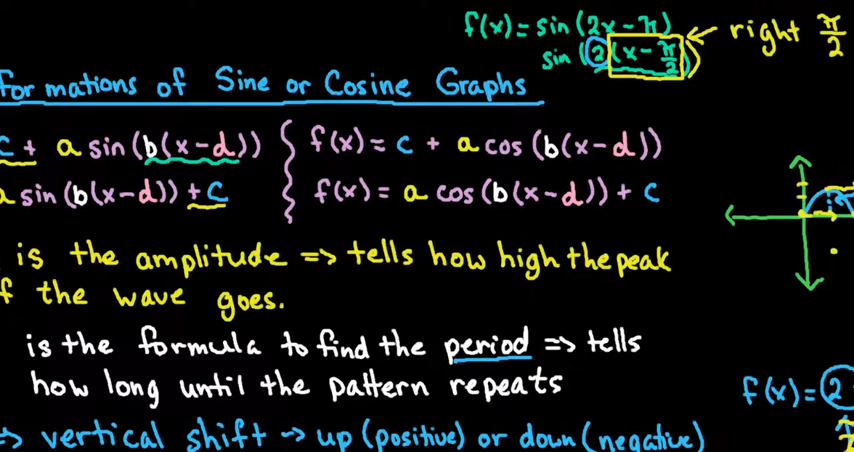 f(x) = sin(2x - π)
sin(2(x - π/2)) ← right π/2
formations of Sine or Cosine Graphs
c + a sin(b(x-d)) f(x) = c + a cos(b(x-d))
a sin(b(x-d)) + c f(x) = a cos(b(x-d)) + c
is the amplitude => tells how high the peak
of the wave goes.
is the formula to find the period => tells
how long until the pattern repeats
f(x) = 2
=> vertical shift → up (positive) or down (negative)